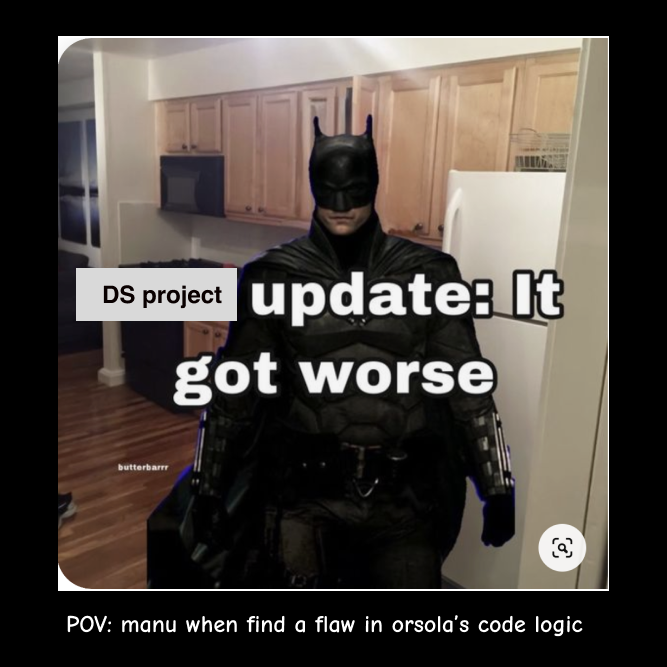 DS project update: It
got worse
butterbarrr
POV: manu when find a flaw in orsola's code logic